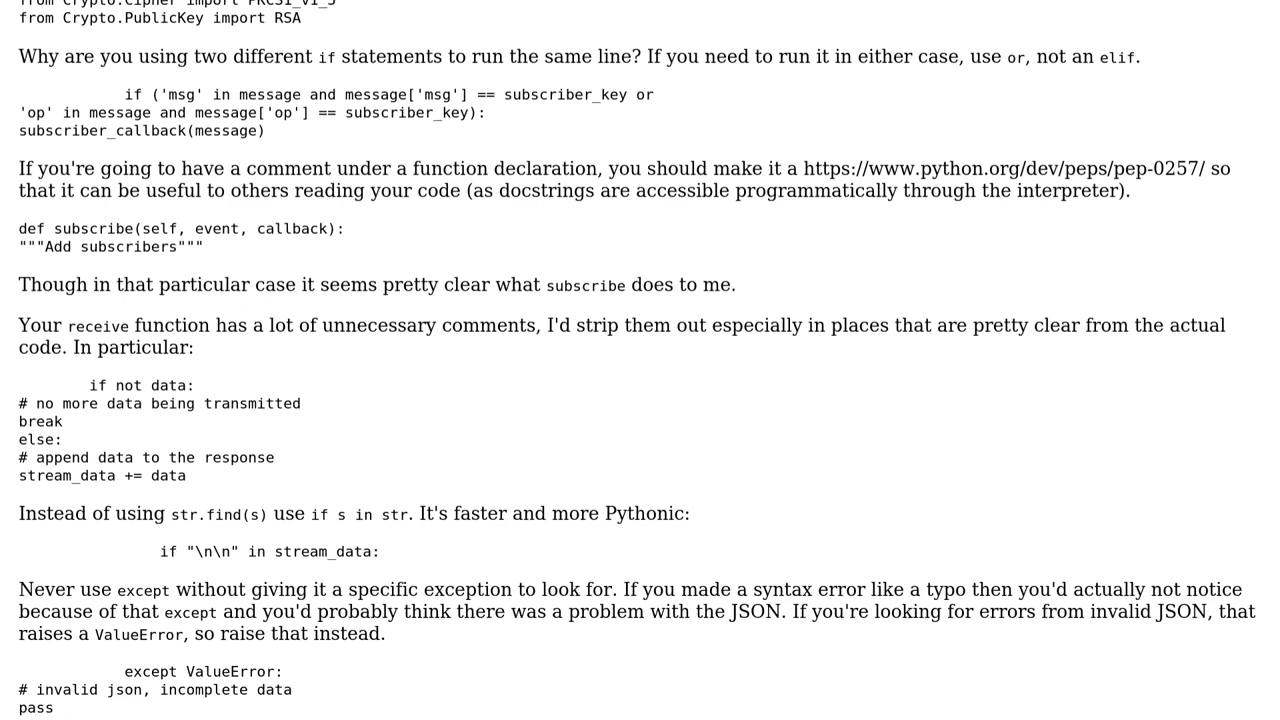 from Crypto.Cipher import PKCS1_v1_5
from Crypto.PublicKey import RSA
Why are you using two different if statements to run the same line? If you need to run it in either case, use or, not an elif.
if ('msg' in message and message['msg'] == subscriber_key or
'op' in message and message['op'] == subscriber_key):
subscriber_callback(message)
If you're going to have a comment under a function declaration, you should make it a https://www.python.org/dev/peps/pep-0257/ so
that it can be useful to others reading your code (as docstrings are accessible programmatically through the interpreter).
def subscribe(self, event, callback):
"""Add subscribers"""
Though in that particular case it seems pretty clear what subscribe does to me.
Your receive function has a lot of unnecessary comments, I'd strip them out especially in places that are pretty clear from the actual
code. In particular:
if not data:
# no more data being transmitted
break
else:
# append data to the response
stream_data += data
Instead of using str.find(s) use if s in str. It's faster and more Pythonic:
if "\n\n" in stream_data:
Never use except without giving it a specific exception to look for. If you made a syntax error like a typo then you'd actually not notice
because of that except and you'd probably think there was a problem with the JSON. If you're looking for errors from invalid JSON, that
raises a ValueError, so raise that instead.
except ValueError:
# invalid json, incomplete data
pass